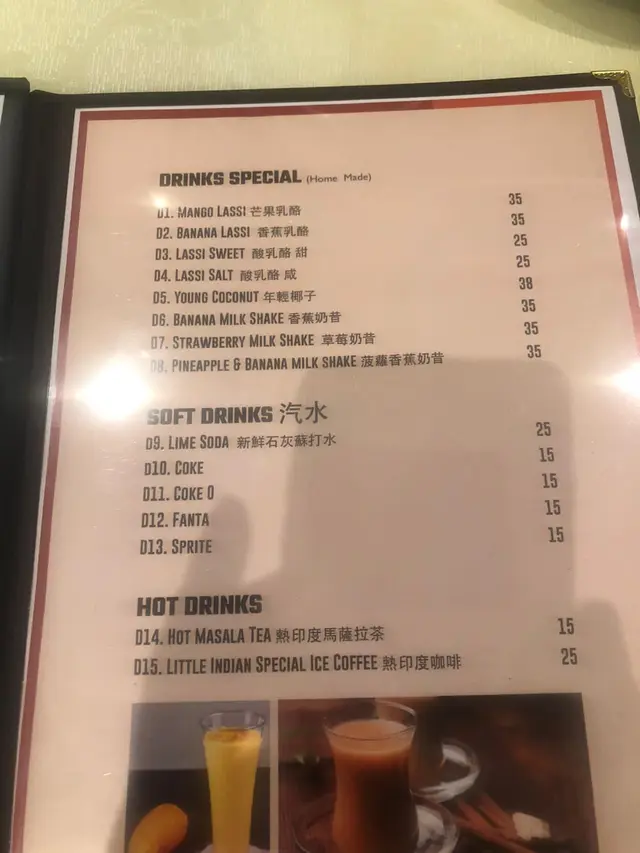 DRINKS SPECIAL (Home Made)
D1. MANGO LASSI 芒果乳酪 35
D2. BANANA LASSI 香蕉乳酪 35
D3. LASSI SWEET 酸乳酪 甜 25
D4. LASSI SALT 酸乳酪 咸 25
D5. YOUNG COCONUT 年輕椰子 38
D6. BANANA MILK SHAKE 香蕉奶昔 35
D7. STRAWBERRY MILK SHAKE 草莓奶昔 35
D8. PINEAPPLE & BANANA MILK SHAKE 菠蘿香蕉奶昔 35
SOFT DRINKS 汽水
D9. LIME SODA 新鮮石灰蘇打水 25
D10. COKE 15
D11. COKE 0 15
D12. FANTA 15
D13. SPRITE 15
HOT DRINKS
D14. HOT MASALA TEA 熱印度馬薩拉茶 15
D15. LITTLE INDIAN SPECIAL ICE COFFEE 熱印度咖啡 25